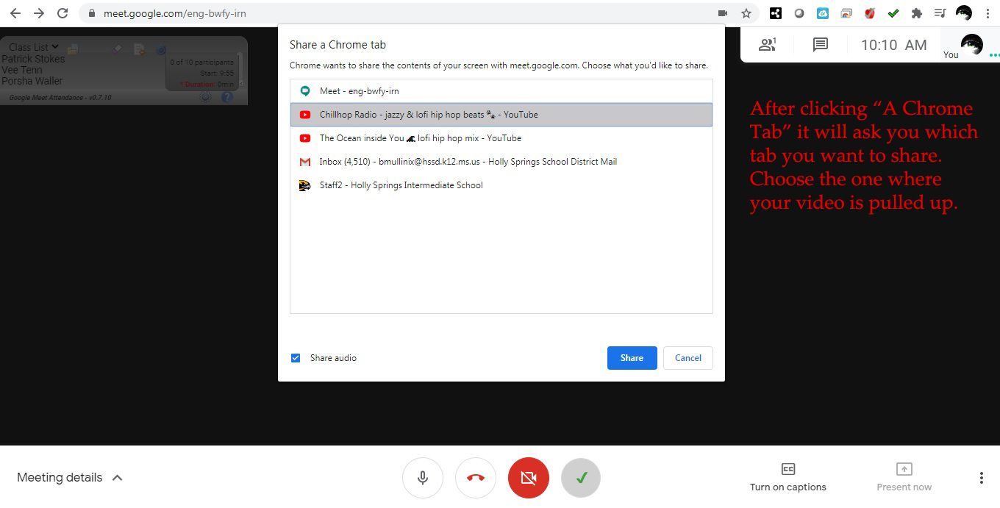 meet.google.com/eng-bwfy-irn
Class List
Patrick Stokes
Vee Tenn
Porsha Waller
0 of 10 participants
Start: 9:55
* Duration: 0min
Google Meet Attendance - v0.7.10
Share a Chrome tab
Chrome wants to share the contents of your screen with meet.google.com. Choose what you'd like to share.
Meet - eng-bwfy-irn
Chillhop Radio - jazzy & lofi hip hop beats 🐾 - YouTube
The Ocean inside You 🌊 lofi hip hop mix - YouTube
Inbox (4,510) - bmullinix@hssd.k12.ms.us - Holly Springs School District Mail
Staff2 - Holly Springs Intermediate School
Share audio
Share
Cancel
1
10:10 AM
You
After clicking “A Chrome
Tab” it will ask you which
tab you want to share.
Choose the one where
your video is pulled up.
Meeting details
Turn on captions
Present now